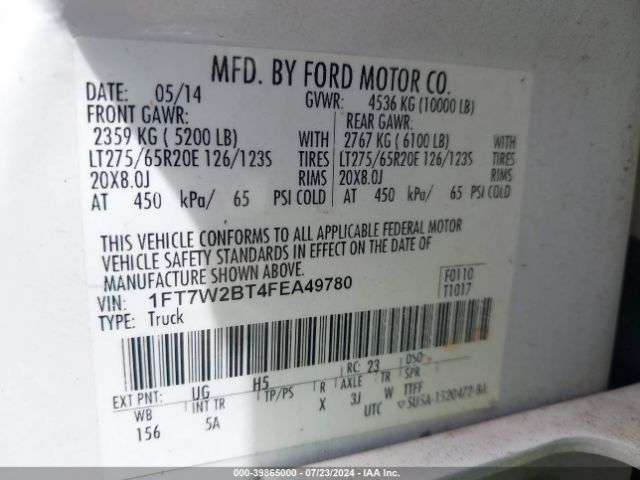 MFD. BY FORD MOTOR CO.
DATE: 05/14 GVWR: 4536 KG (10000 LB)
FRONT GAWR: REAR GAWR:
2359 KG ( 5200 LB) WITH 2767 KG ( 6100 LB) WITH
LT275/65R20E 126/123S TIRES LT275/65R20E 126/123S TIRES
20X8.0J RIMS 20X8.0J RIMS
AT 450 kPa/ 65 PSI COLD AT 450 kPa/ 65 PSI COLD
THIS VEHICLE CONFORMS TO ALL APPLICABLE FEDERAL MOTOR
VEHICLE SAFETY STANDARDS IN EFFECT ON THE DATE OF
MANUFACTURE SHOWN ABOVE.
VIN: 1FT7W2BT4FEA49780 F0110
TYPE: Truck T1017
EXT PNT: UG H5 RC: 23 DSO:
WB INT TR TP/PS R AXLE TR SPR
156 5A X 3J W TTFF
UTC
000-39865000 - 07/23/2024 - IAA Inc.